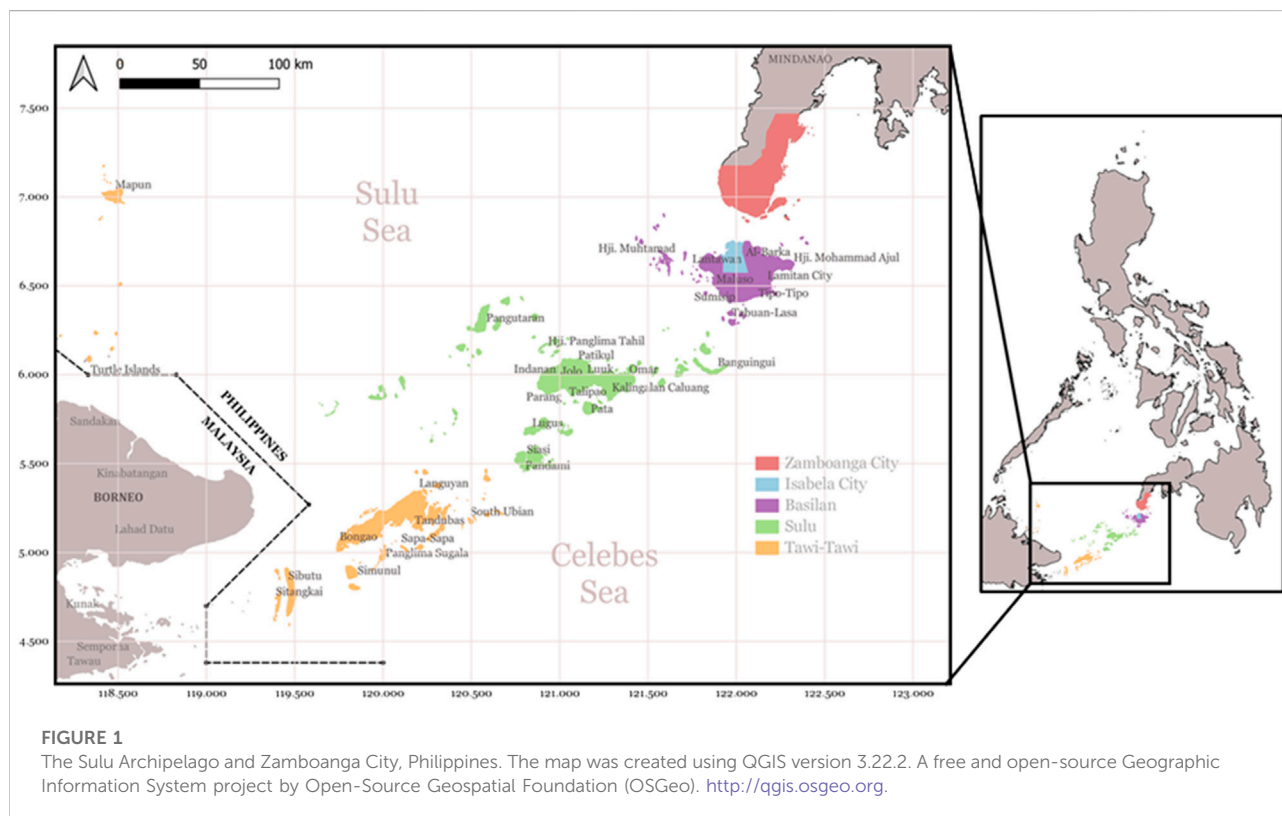 MINDANAO
0 50 100 km
7.500
7.000
6.500
6.000
5.500
5.000
4.500
Mapun
Sulu
Sea
Hji. Muhtamad
Lantawan
Al-Barka
Hji. Mohammad Ajul
Maluso
Lamitan City
Sumisip
Tipo-Tipo
Tabuan-Lasa
Pangutaran
Hji. Panglima Tahil
Patikul
Banguingui
Indanan
Jolo
Luuk
Omar
Turtle Islands
Parang
Talipao
Kalingalan Caluang
Pata
PHILIPPINES
MALAYSIA
Lugus
Sandakan
Siasi
Pandami
Kinabatangan
BORNEO
Lahad Datu
Languyan
Tandubas
South Ubian
Bongao
Sapa-Sapa
Panglima Sugala
Simunul
Sibutu
Sitangkai
Kunak
Semporna
Tawau
Celebes
Sea
Zamboanga City
Isabela City
Basilan
Sulu
Tawi-Tawi
118.500 119.000 119.500 120.000 120.500 121.000 121.500 122.000 122.500 123.000
FIGURE 1
The Sulu Archipelago and Zamboanga City, Philippines. The map was created using QGIS version 3.22.2. A free and open-source Geographic
Information System project by Open-Source Geospatial Foundation (OSGeo). http://qgis.osgeo.org.